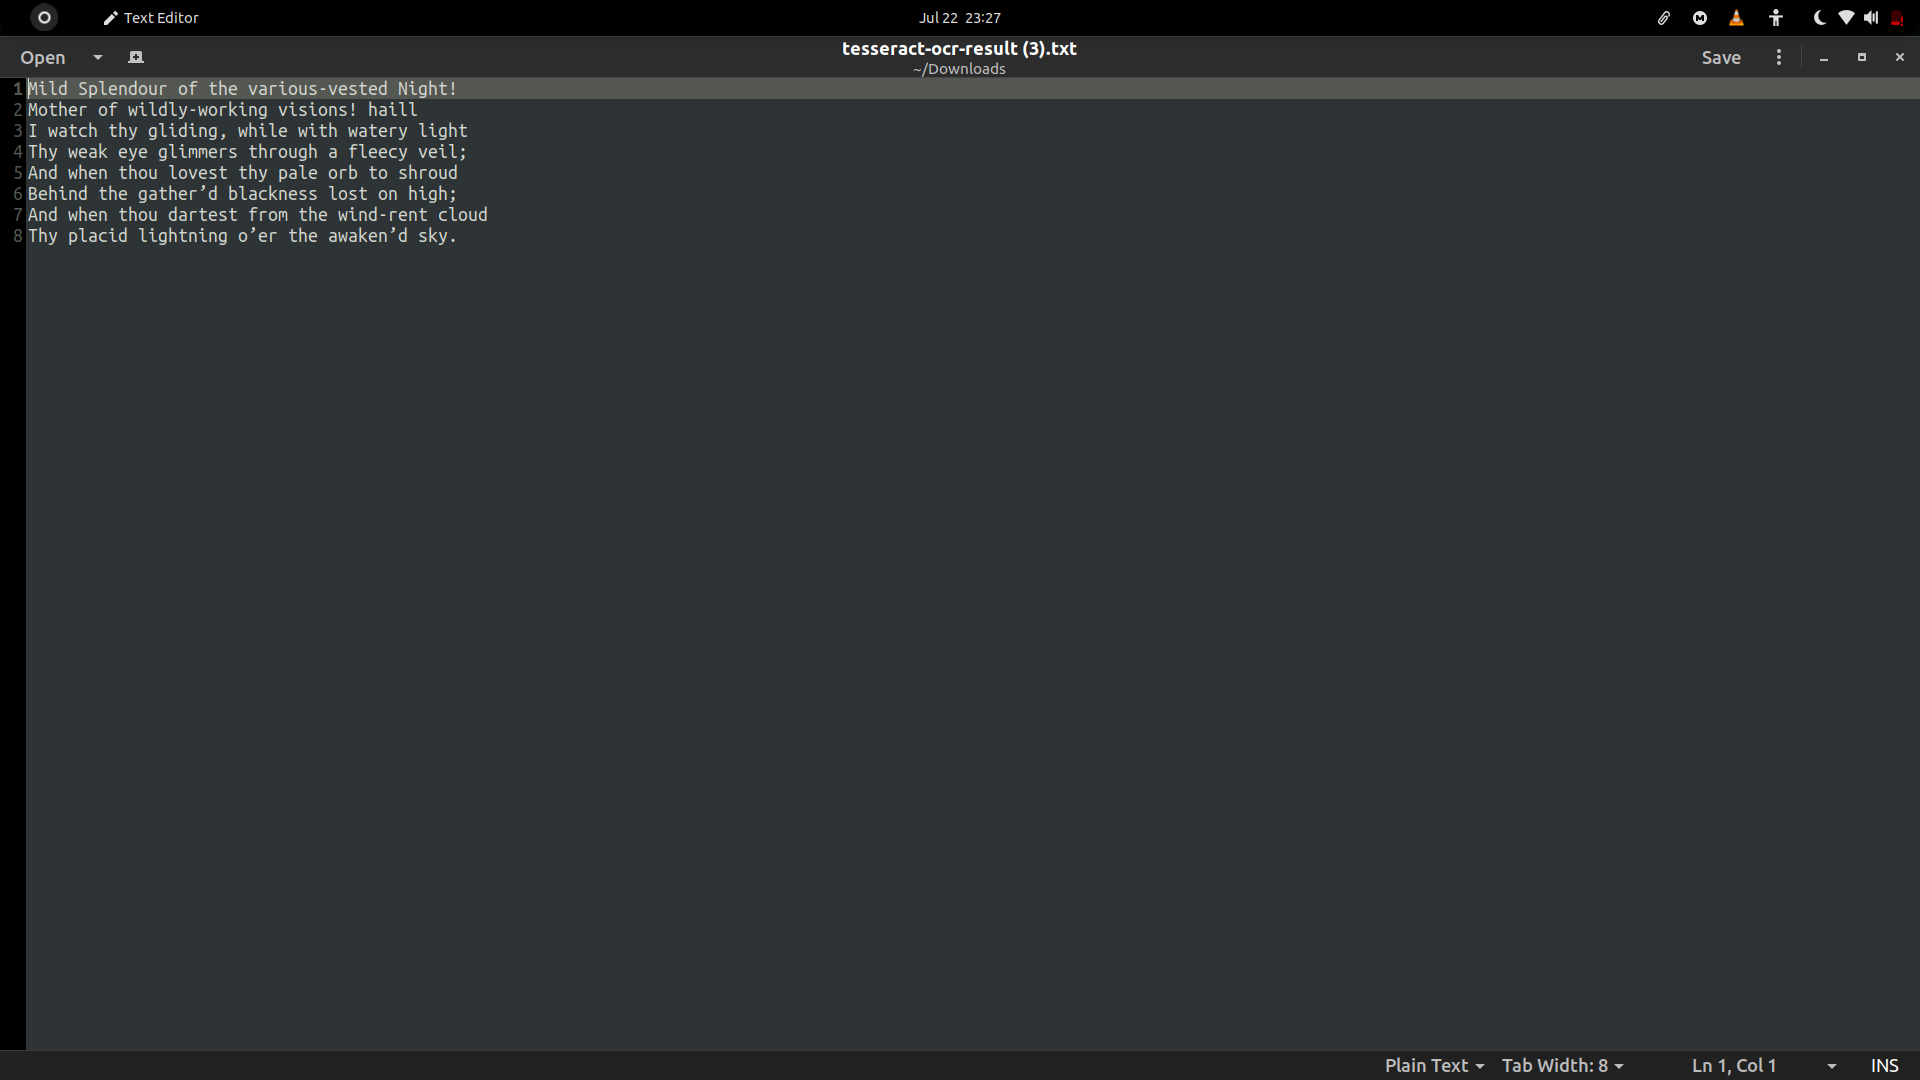 Text Editor
Jul 22 23:27
Open
tesseract-ocr-result (3).txt
~/Downloads
Save
1 Mild Splendour of the various-vested Night!
2 Mother of wildly-working visions! haill
3 I watch thy gliding, while with watery light
4 Thy weak eye glimmers through a fleecy veil;
5 And when thou lovest thy pale orb to shroud
6 Behind the gather’d blackness lost on high;
7 And when thou dartest from the wind-rent cloud
8 Thy placid lightning o’er the awaken’d sky.
Plain Text Tab Width: 8 Ln 1, Col 1 INS